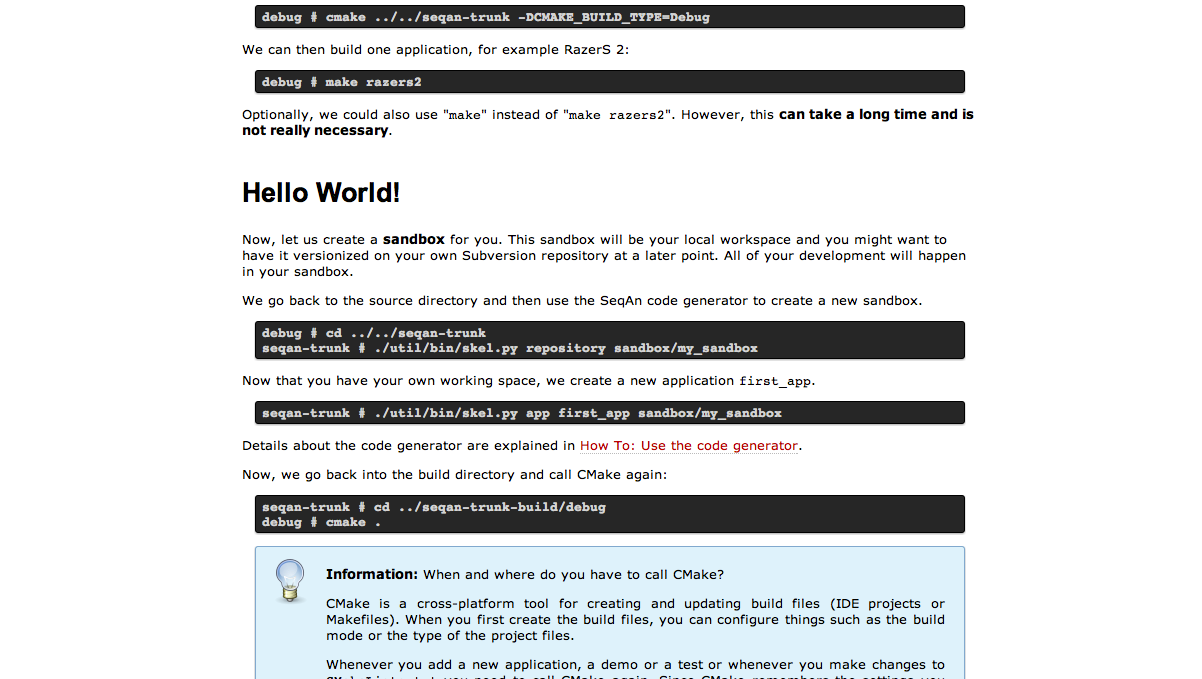 debug # cmake ../../seqan-trunk -DCMAKE_BUILD_TYPE=Debug
We can then build one application, for example RazerS 2:
debug # make razers2
Optionally, we could also use "make" instead of "make razers2". However, this can take a long time and is
not really necessary.
Hello World!
Now, let us create a sandbox for you. This sandbox will be your local workspace and you might want to
have it versionized on your own Subversion repository at a later point. All of your development will happen
in your sandbox.
We go back to the source directory and then use the SeqAn code generator to create a new sandbox.
debug # cd ../../seqan-trunk
seqan-trunk # ./util/bin/skel.py repository sandbox/my_sandbox
Now that you have your own working space, we create a new application first_app.
seqan-trunk # ./util/bin/skel.py app first_app sandbox/my_sandbox
Details about the code generator are explained in How To: Use the code generator.
Now, we go back into the build directory and call CMake again:
seqan-trunk # cd ../seqan-trunk-build/debug
debug # cmake .
Information: When and where do you have to call CMake?
CMake is a cross-platform tool for creating and updating build files (IDE projects or
Makefiles). When you first create the build files, you can configure things such as the build
mode or the type of the project files.
Whenever you add a new application, a demo or a test or whenever you make changes to
you need to call CMake again. Since CMake remembers the settings you